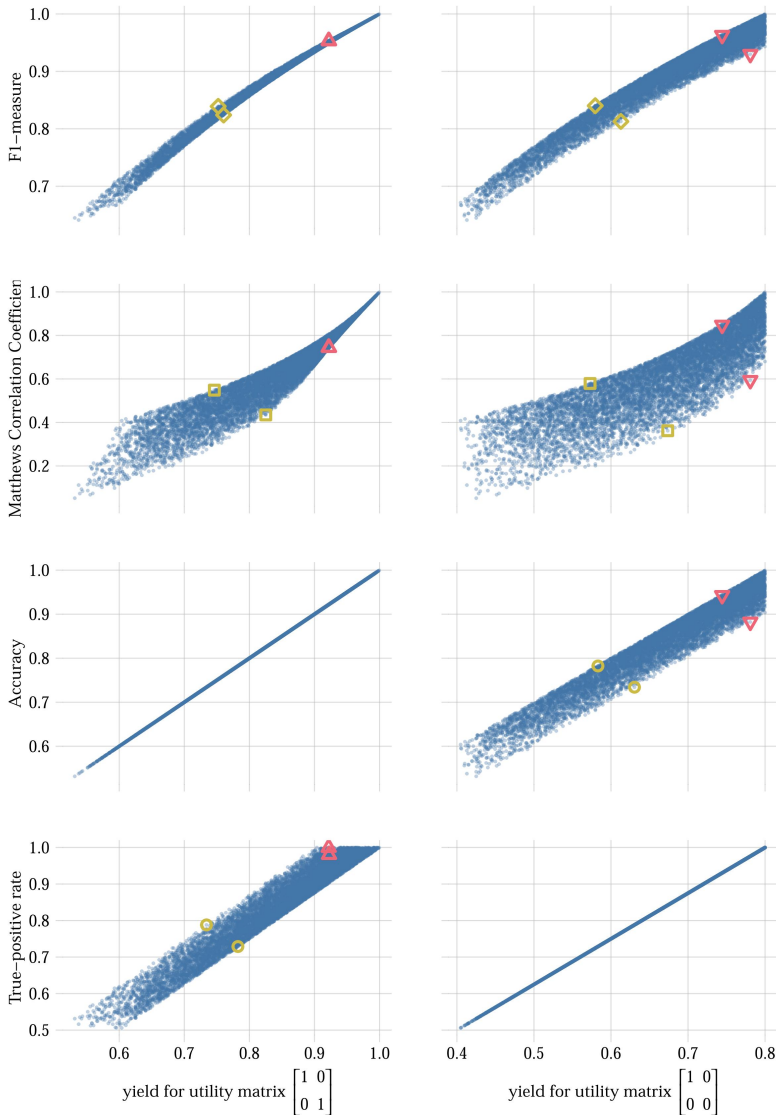 1.0
0.9
0.8
0.7
F1−measure
1.0
0.8
0.6
0.4
0.2
Matthews Correlation Coefficien
1.0
0.9
0.8
0.7
0.6
Accuracy
1.0
0.9
0.8
0.7
0.6
0.5
True−positive rate
0.6 0.7 0.8 0.9 1.0
0.4 0.5 0.6 0.7 0.8
yield for utility matrix [1 0
0 1]
yield for utility matrix [1 0
0 0]